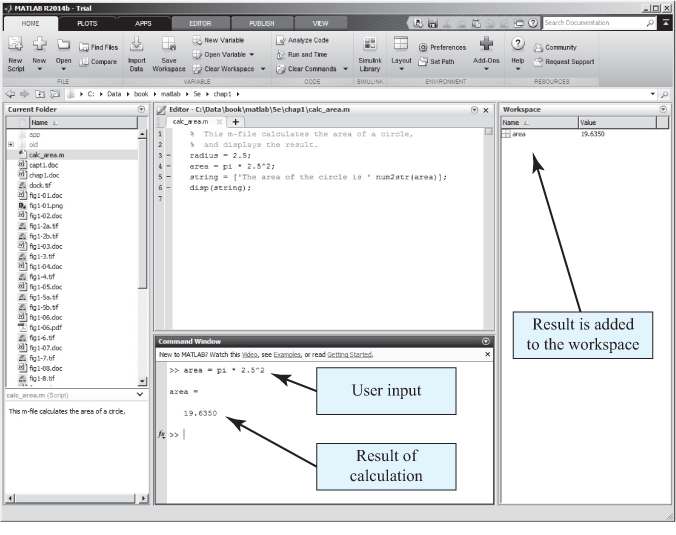 MATLAB R2014b - Trial
HOME PLOTS APPS EDITOR PUBLISH VIEW
Search Documentation
New Script
New
Open
Find Files
Compare
Import Data
Save Workspace
New Variable
Open Variable
Clear Workspace
Analyze Code
Run and Time
Clear Commands
Simulink Library
Layout
Preferences
Set Path
Add-Ons
Help
Community
Request Support
FILE VARIABLE CODE SIMULINK ENVIRONMENT RESOURCES
C: Data book matlab 5e chap1
Current Folder
Name
app
old
calc_area.m
capt1.doc
chap1.doc
dock.tif
fig1-01.doc
fig1-01.png
fig1-02.doc
fig1-2a.tif
fig1-2b.tif
fig1-03.doc
fig1-3.tif
fig1-04.doc
fig1-4.tif
fig1-05.doc
fig1-5a.tif
fig1-5b.tif
fig1-06.doc
fig1-06.pdf
fig1-6.tif
fig1-07.doc
fig1-7.tif
fig1-08.doc
fig1-8.tif
calc_area.m (Script)
This m-file calculates the area of a circle,
Editor - C:\Data\book\matlab\5e\chap1\calc_area.m
calc_area.m
1 % This m-file calculates the area of a circle,
2 % and displays the result.
3 - radius = 2.5;
4 - area = pi * 2.5^2;
5 - string = ['The area of the circle is ' num2str(area)];
6 - disp(string);
7
Command Window
New to MATLAB? Watch this Video, see Examples, or read Getting Started.
>> area = pi * 2.5^2
area =
19.6350
fx >>
User input
Result of
calculation
Workspace
Name Value
area 19.6350
Result is added
to the workspace